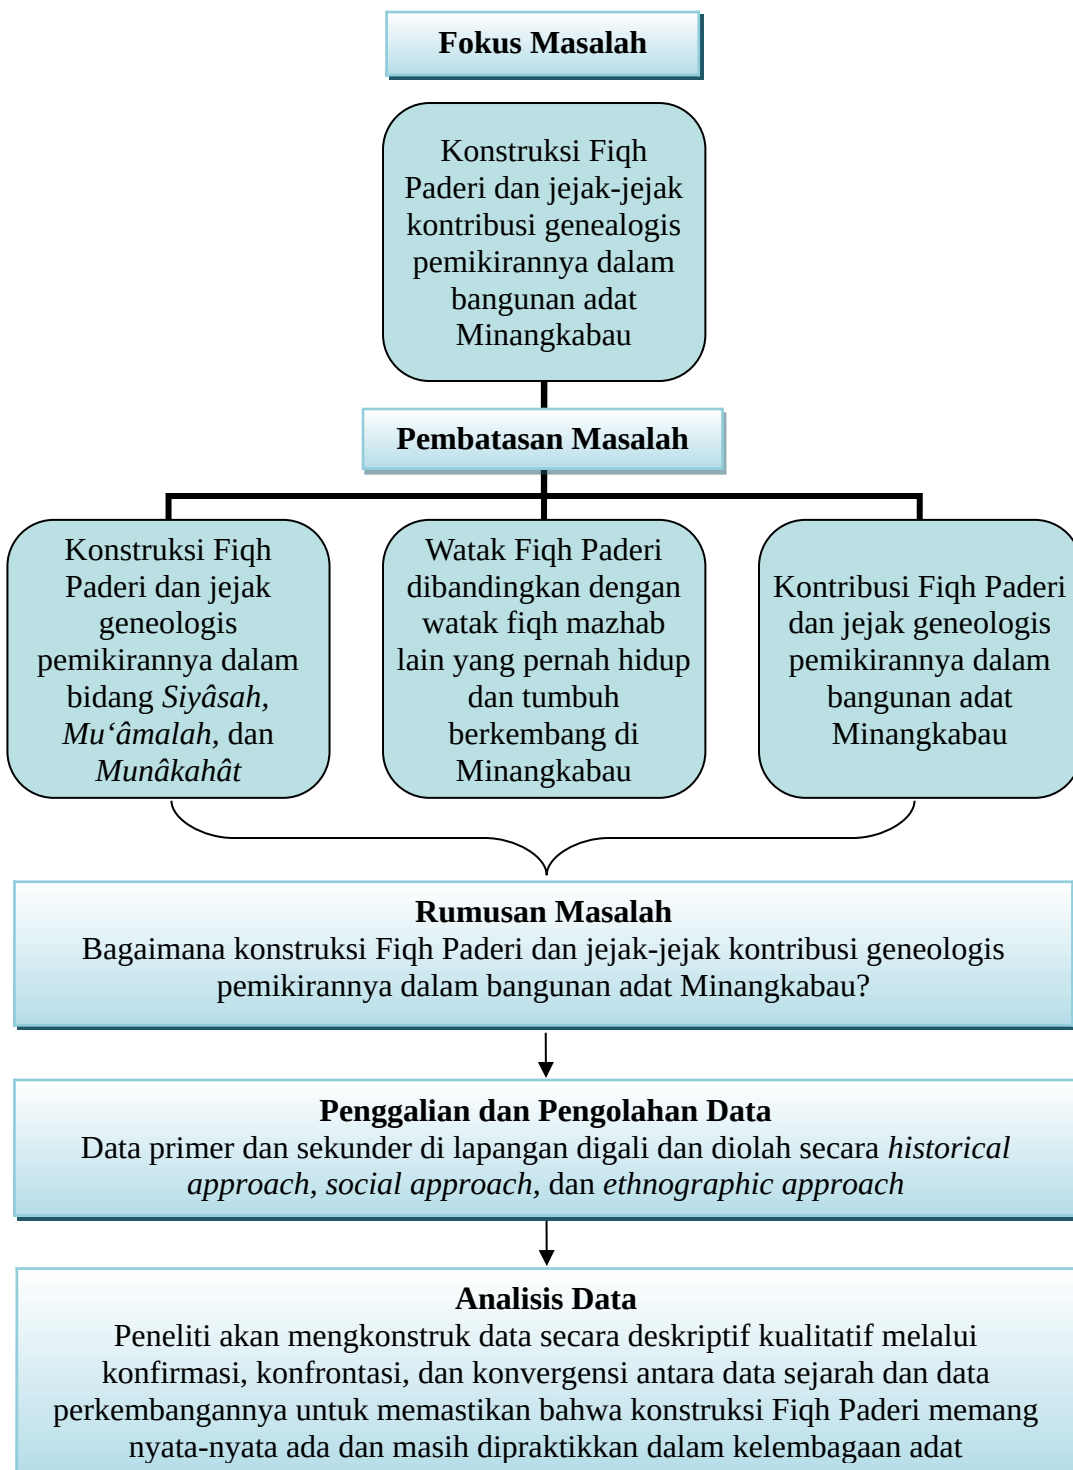 Fokus Masalah
Konstruksi Fiqh
Paderi dan jejak-jejak
kontribusi genealogis
pemikirannya dalam
bangunan adat
Minangkabau
Pembatasan Masalah
Konstruksi Fiqh
Paderi dan jejak
geneologis
pemikirannya dalam
bidang Siyâsah,
Mu‘âmalah, dan
Munâkahât
Watak Fiqh Paderi
dibandingkan dengan
watak fiqh mazhab
lain yang pernah hidup
dan tumbuh
berkembang di
Minangkabau
Kontribusi Fiqh Paderi
dan jejak geneologis
pemikirannya dalam
bangunan adat
Minangkabau
Rumusan Masalah
Bagaimana konstruksi Fiqh Paderi dan jejak-jejak kontribusi geneologis
pemikirannya dalam bangunan adat Minangkabau?
Penggalian dan Pengolahan Data
Data primer dan sekunder di lapangan digali dan diolah secara historical
approach, social approach, dan ethnographic approach
Analisis Data
Peneliti akan mengkonstruk data secara deskriptif kualitatif melalui
konfirmasi, konfrontasi, dan konvergensi antara data sejarah dan data
perkembangannya untuk memastikan bahwa konstruksi Fiqh Paderi memang
nyata-nyata ada dan masih dipraktikkan dalam kelembagaan adat